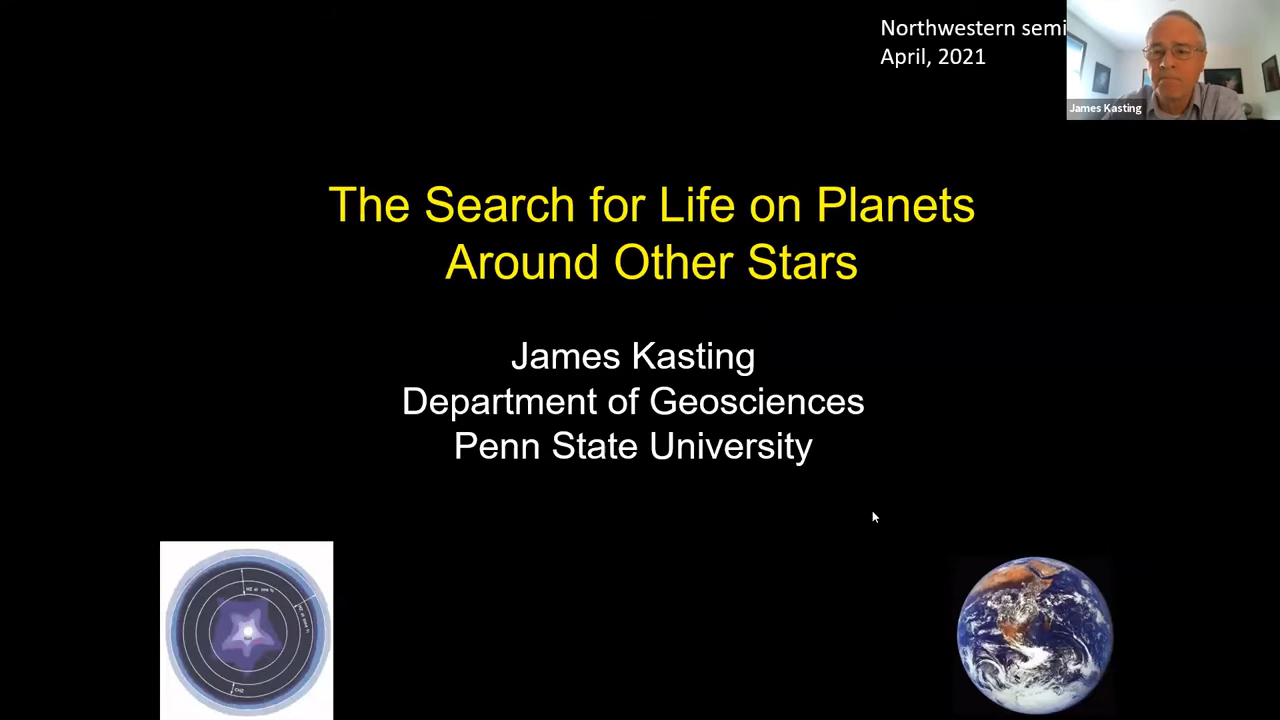 Northwestern semi
April, 2021
James Kasting
The Search for Life on Planets
Around Other Stars
James Kasting
Department of Geosciences
Penn State University